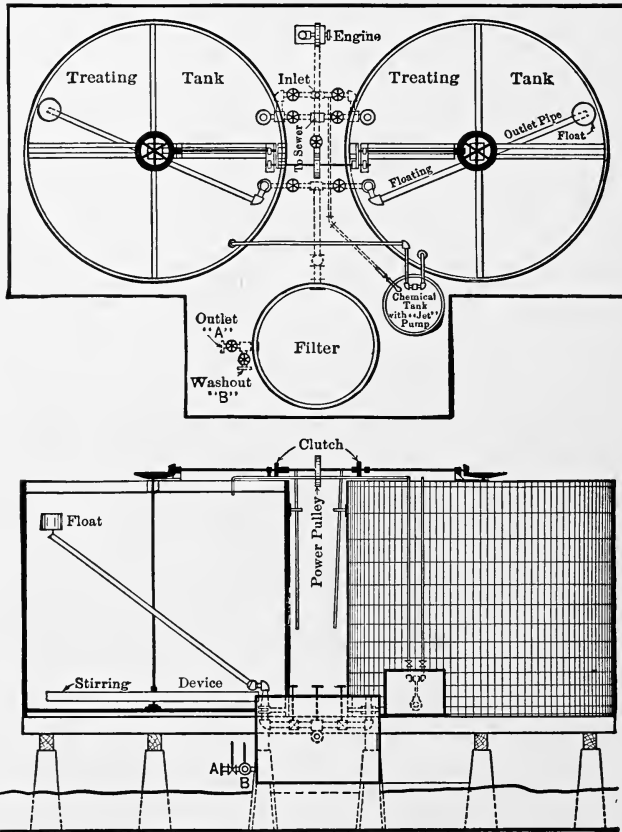 Engine
Treating Tank
Inlet
Treating Tank
Outlet Pipe
Float
Floating
To Sewer
Chemical
Tank
with "Jet"
Pump
Outlet
"A"
Filter
Washout
"B"
Clutch
Power Pulley
Float
Stirring Device
A
B